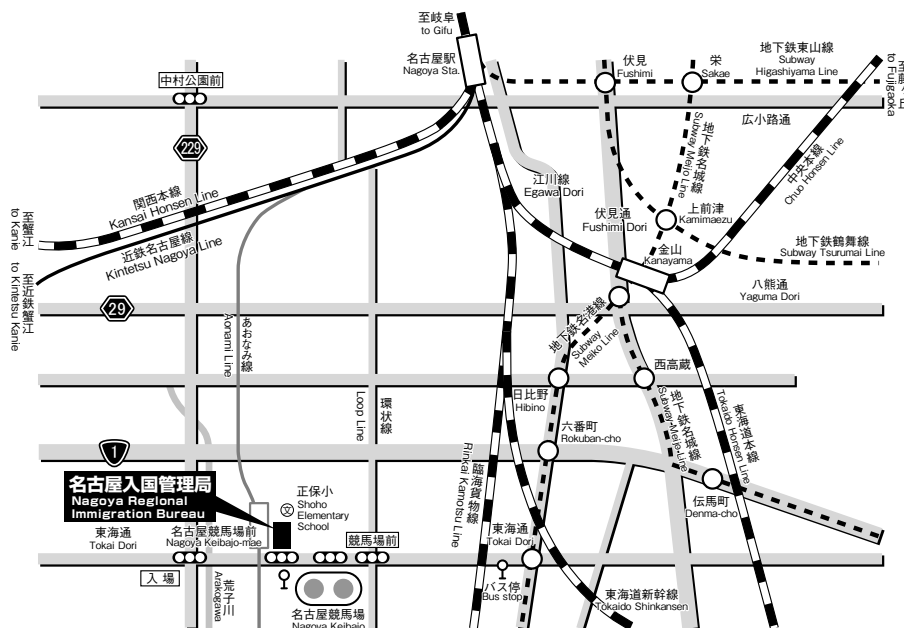 至岐阜
to Gifu
名古屋駅
Nagoya Sta.
伏見
Fushimi
栄
Sakae
地下鉄東山線
Subway
Higashiyama Line
至藤ヶ丘
to Fujigaoka
中村公園前
広小路通
229
地下鉄名城線
Subway Meijo Line
中央本線
Chuo Honsen Line
江川線
Egawa Dori
関西本線
Kansai Honsen Line
至蟹江
to Kanie
近鉄名古屋線
Kintetsu Nagoya Line
至近鉄蟹江
to Kintetsu Kanie
伏見通
Fushimi Dori
上前津
Kamimaezu
金山
Kanayama
地下鉄鶴舞線
Subway Tsurumai Line
八熊通
Yaguma Dori
29
あおなみ線
Aonami Line
地下鉄名港線
Subway
Meiko Line
西高蔵
日比野
Hibino
環状線
Loop Line
地下鉄名城線
Subway-Meijo-Line
東海道本線
Tokaido Honsen Line
六番町
Rokuban-cho
1
臨海貨物線
Rinkai Kamotsu Line
伝馬町
Denma-cho
名古屋入国管理局
Nagoya Regional
Immigration Bureau
正保小
Shoho
Elementary
School
文
東海通
Tokai Dori
名古屋競馬場前
Nagoya Keibajo-mae
競馬場前
東海通
Tokai Dori
入場
荒子川
Arakogawa
バス停
Bus stop
名古屋競馬場
Nagoya Keibajo
東海道新幹線
Tokaido Shinkansen